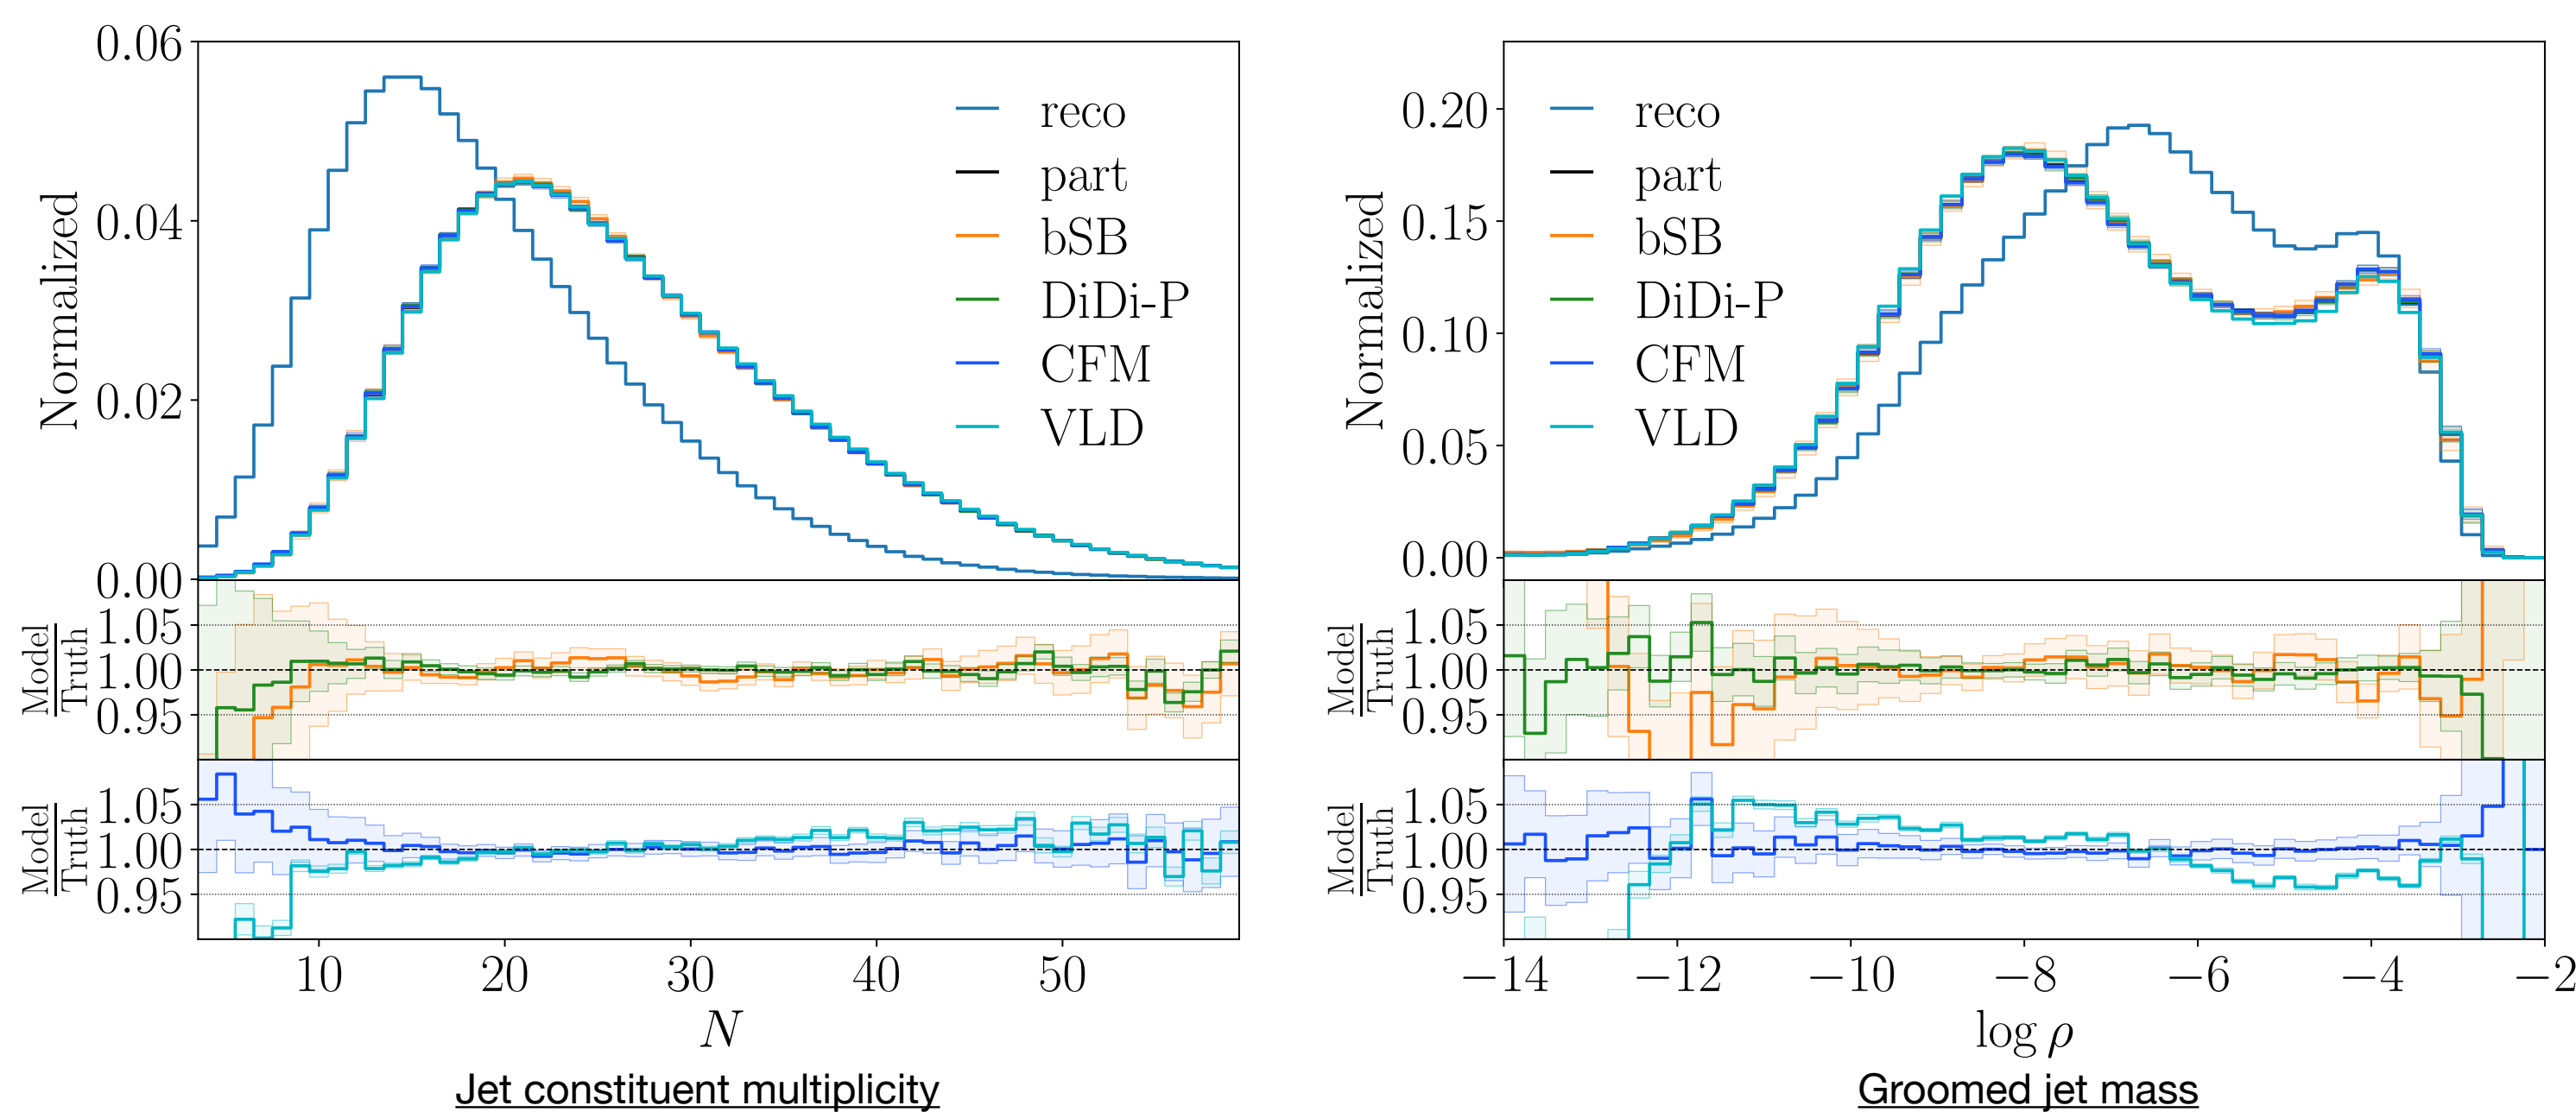 0.06
0.04
0.02
0.00
Normalized
reco
part
bSB
DiDi-P
CFM
VLD
1.05
1.00
0.95
Model
Truth
1.05
1.00
0.95
Model
Truth
10 20 30 40 50
N
Jet constituent multiplicity
0.20
0.15
0.10
0.05
0.00
Normalized
reco
part
bSB
DiDi-P
CFM
VLD
1.05
1.00
0.95
Model
Truth
1.05
1.00
0.95
Model
Truth
−14 −12 −10 −8 −6 −4 −2
log ρ
Groomed jet mass